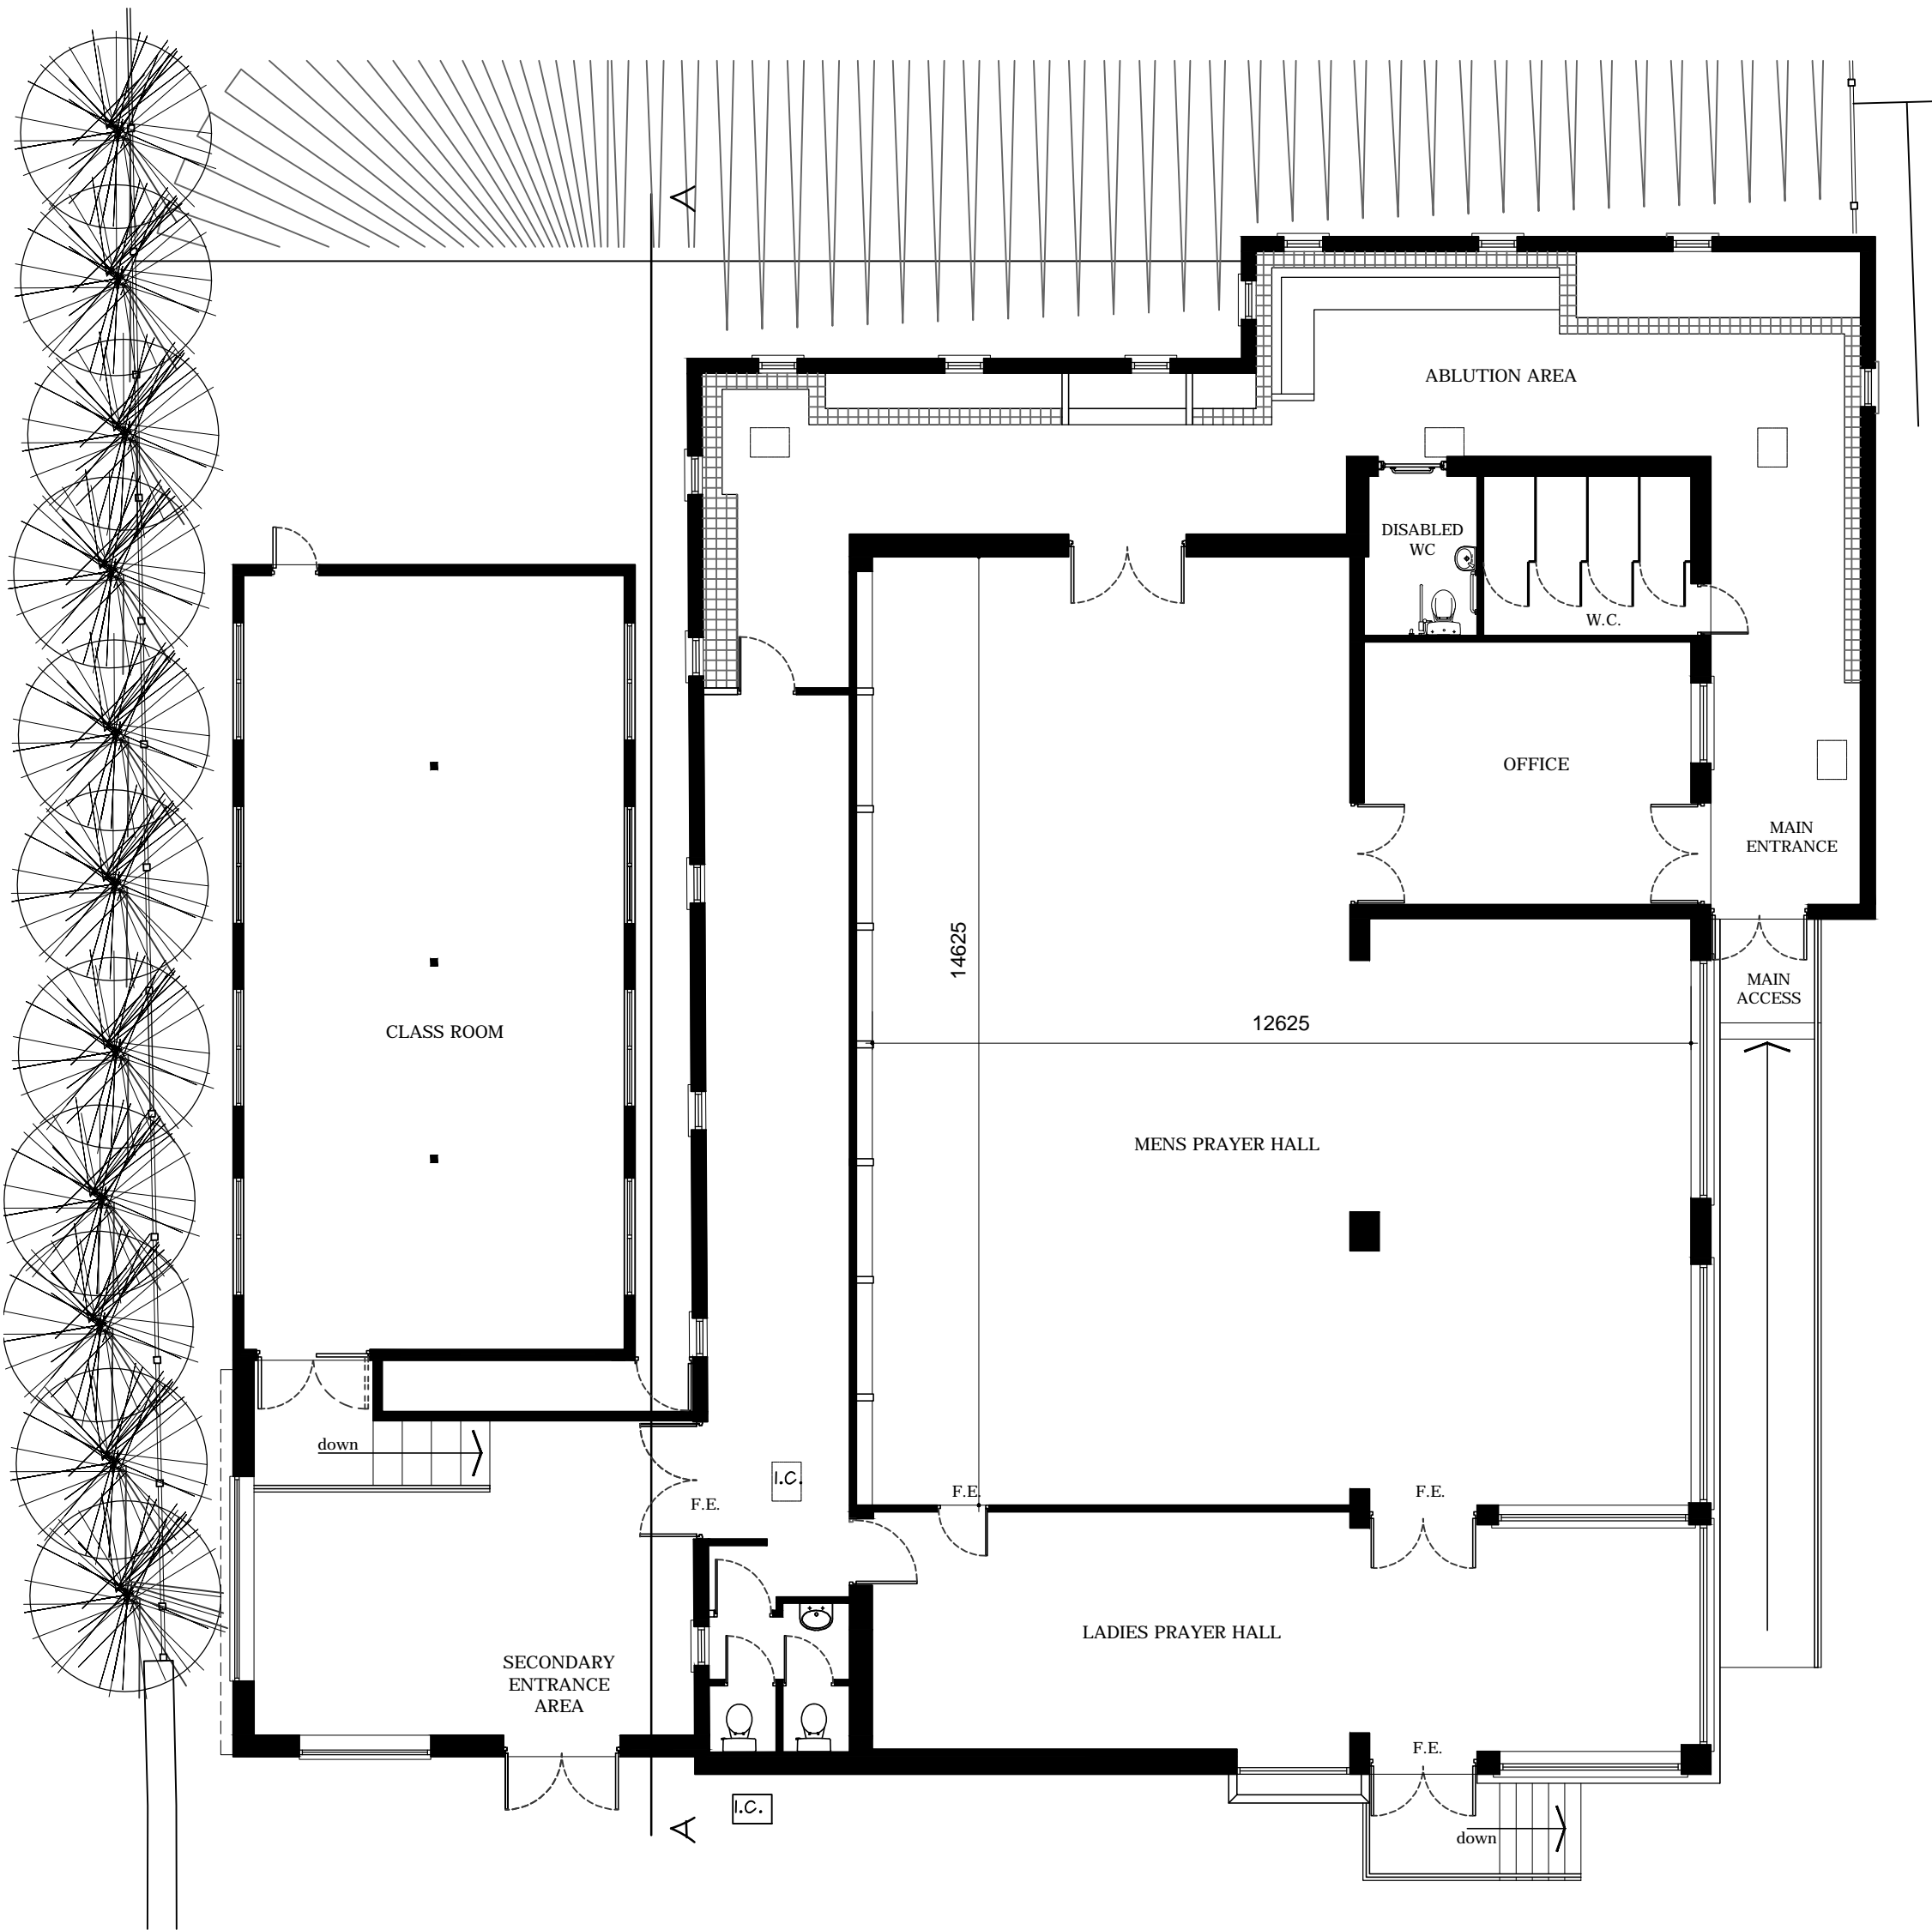 A
ABLUTION AREA
DISABLED
WC
W.C.
OFFICE
MAIN
ENTRANCE
14625
MAIN
ACCESS
12625
CLASS ROOM
MENS PRAYER HALL
down
I.C.
F.E.
F.E.
F.E.
LADIES PRAYER HALL
SECONDARY
ENTRANCE
AREA
F.E.
I.C.
A
down